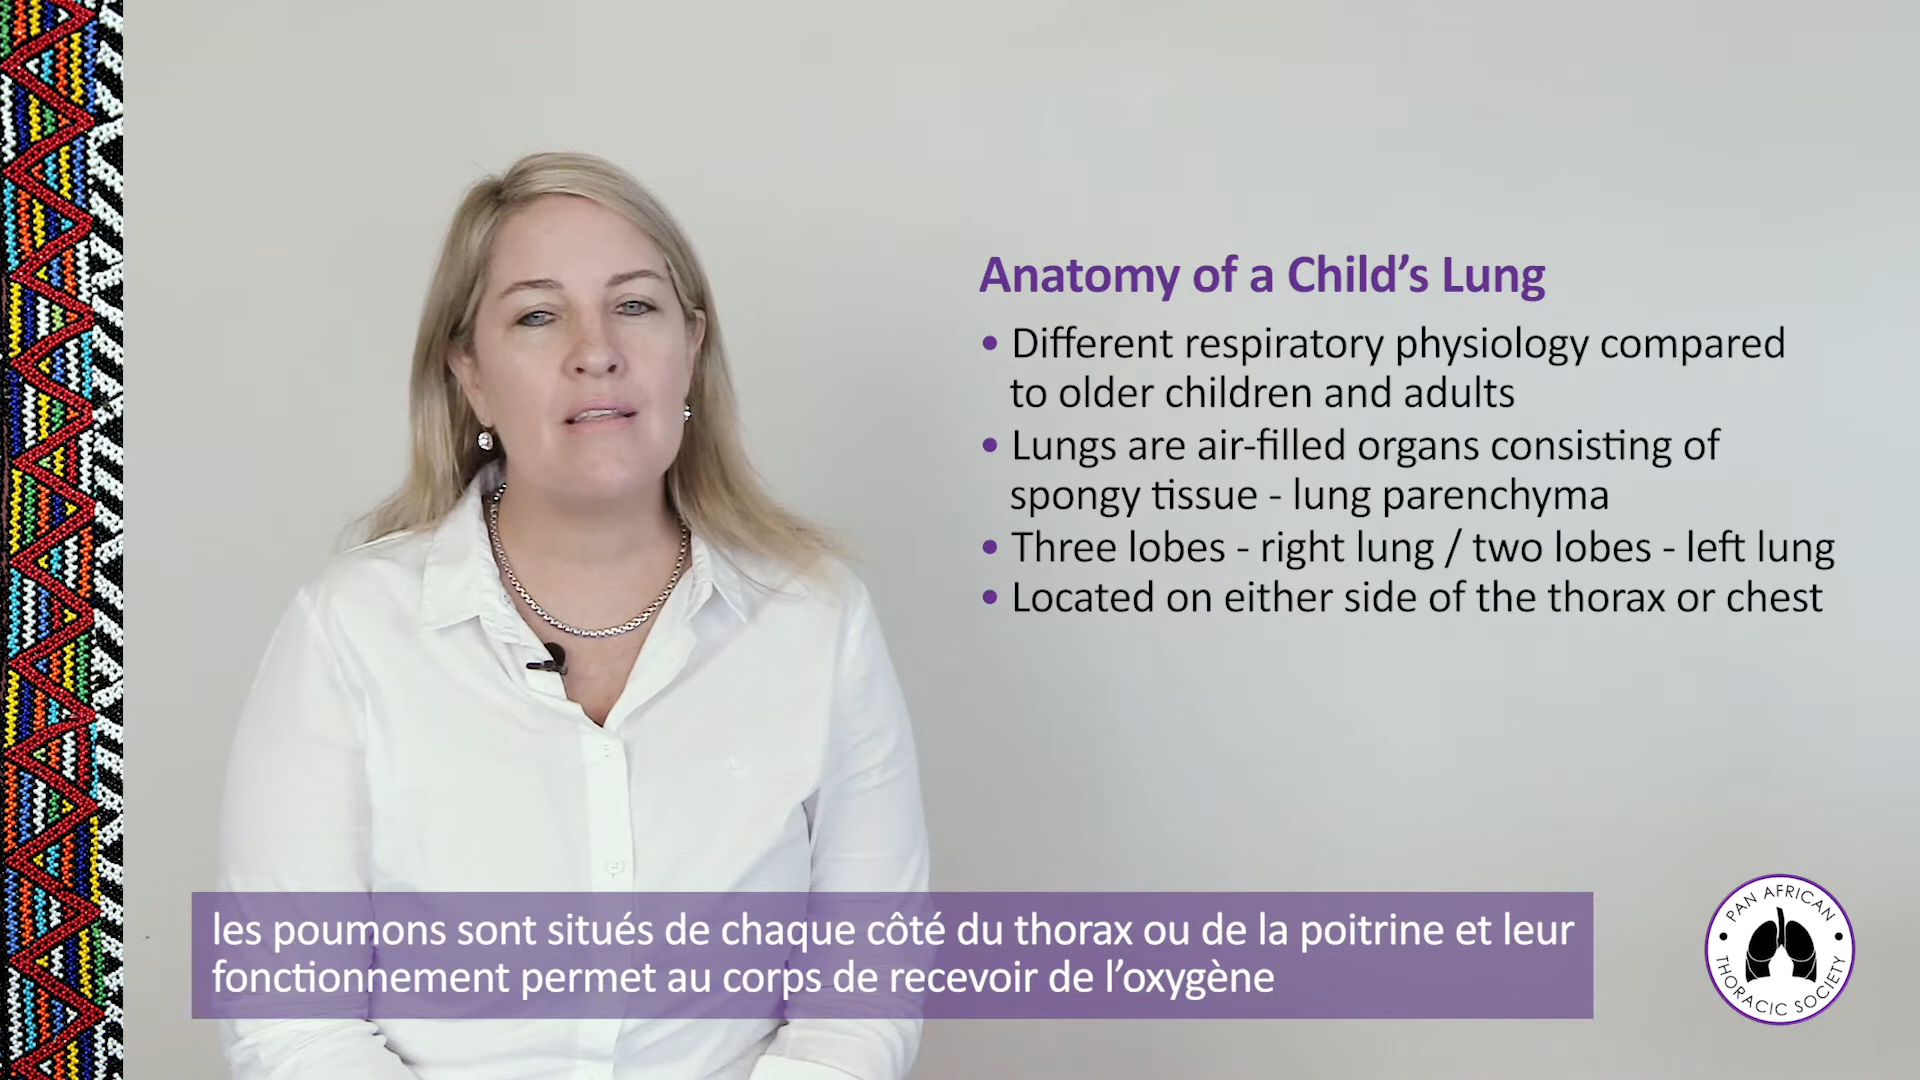 Anatomy of a Child’s Lung
• Different respiratory physiology compared
to older children and adults
• Lungs are air-filled organs consisting of
spongy tissue - lung parenchyma
• Three lobes - right lung / two lobes - left lung
• Located on either side of the thorax or chest
les poumons sont situés de chaque côté du thorax ou de la poitrine et leur
fonctionnement permet au corps de recevoir de l’oxygène
PAN AFRICAN
THORACIC SOCIETY